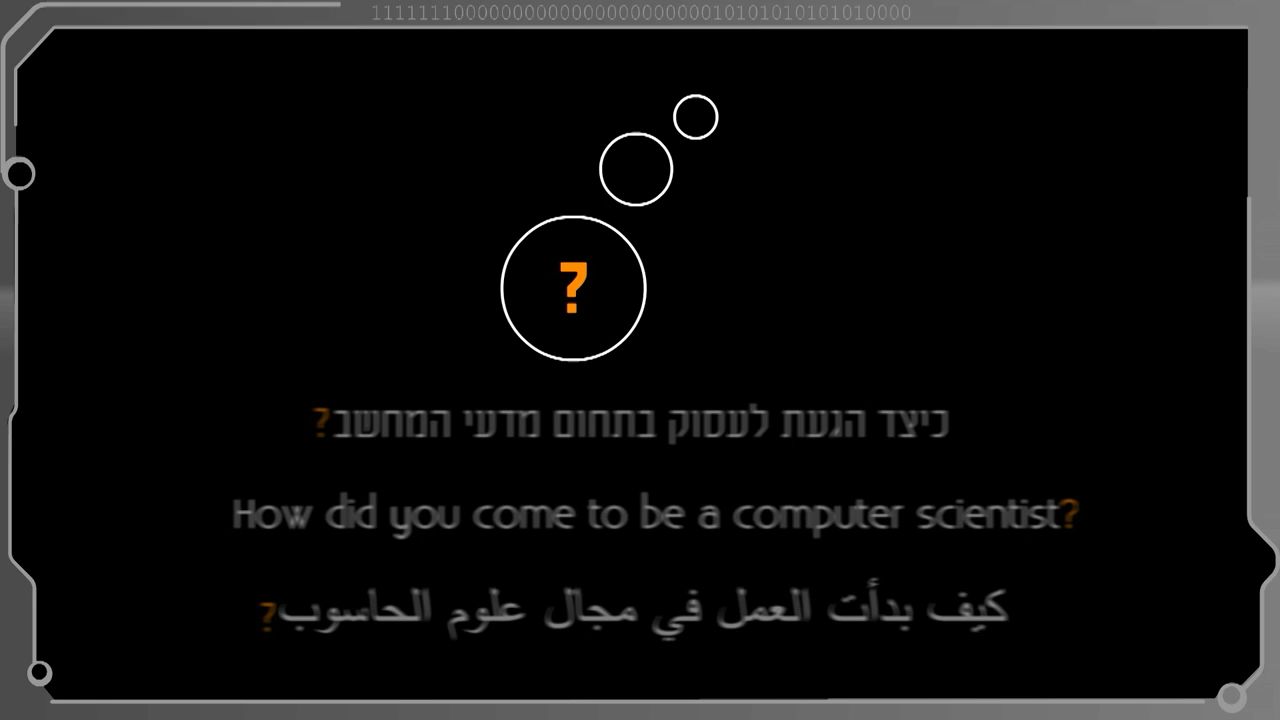 11111110000000000000000000000001010101010101010000
?
כיצד הגעת לעסוק בתחום מדעי המחשב?
How did you come to be a computer scientist?
كيف بدأت العمل في مجال علوم الحاسوب?